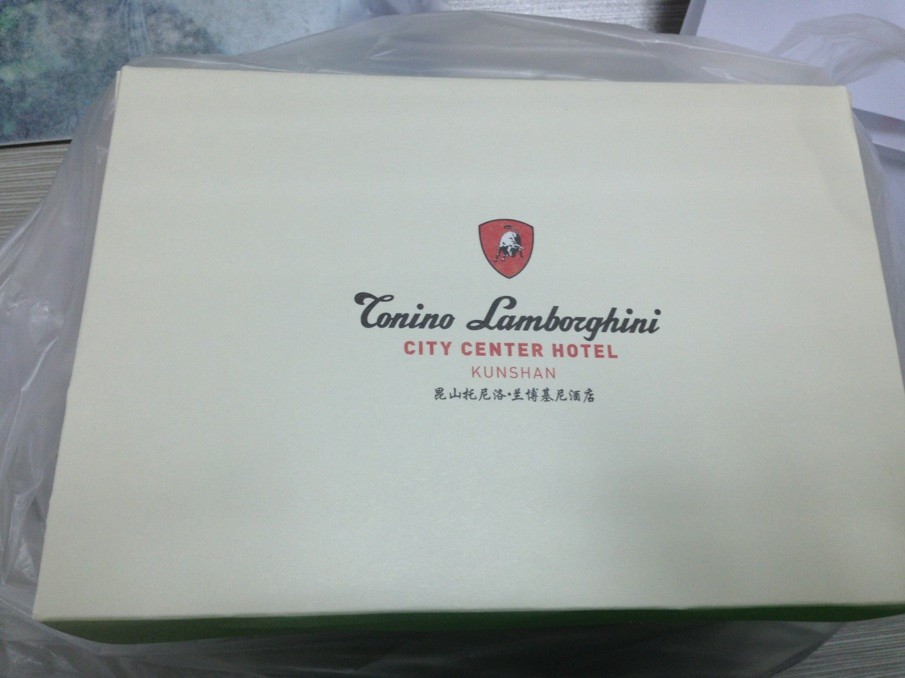 Tonino Lamborghini
CITY CENTER HOTEL
KUNSHAN
昆山托尼洛·兰博基尼酒店